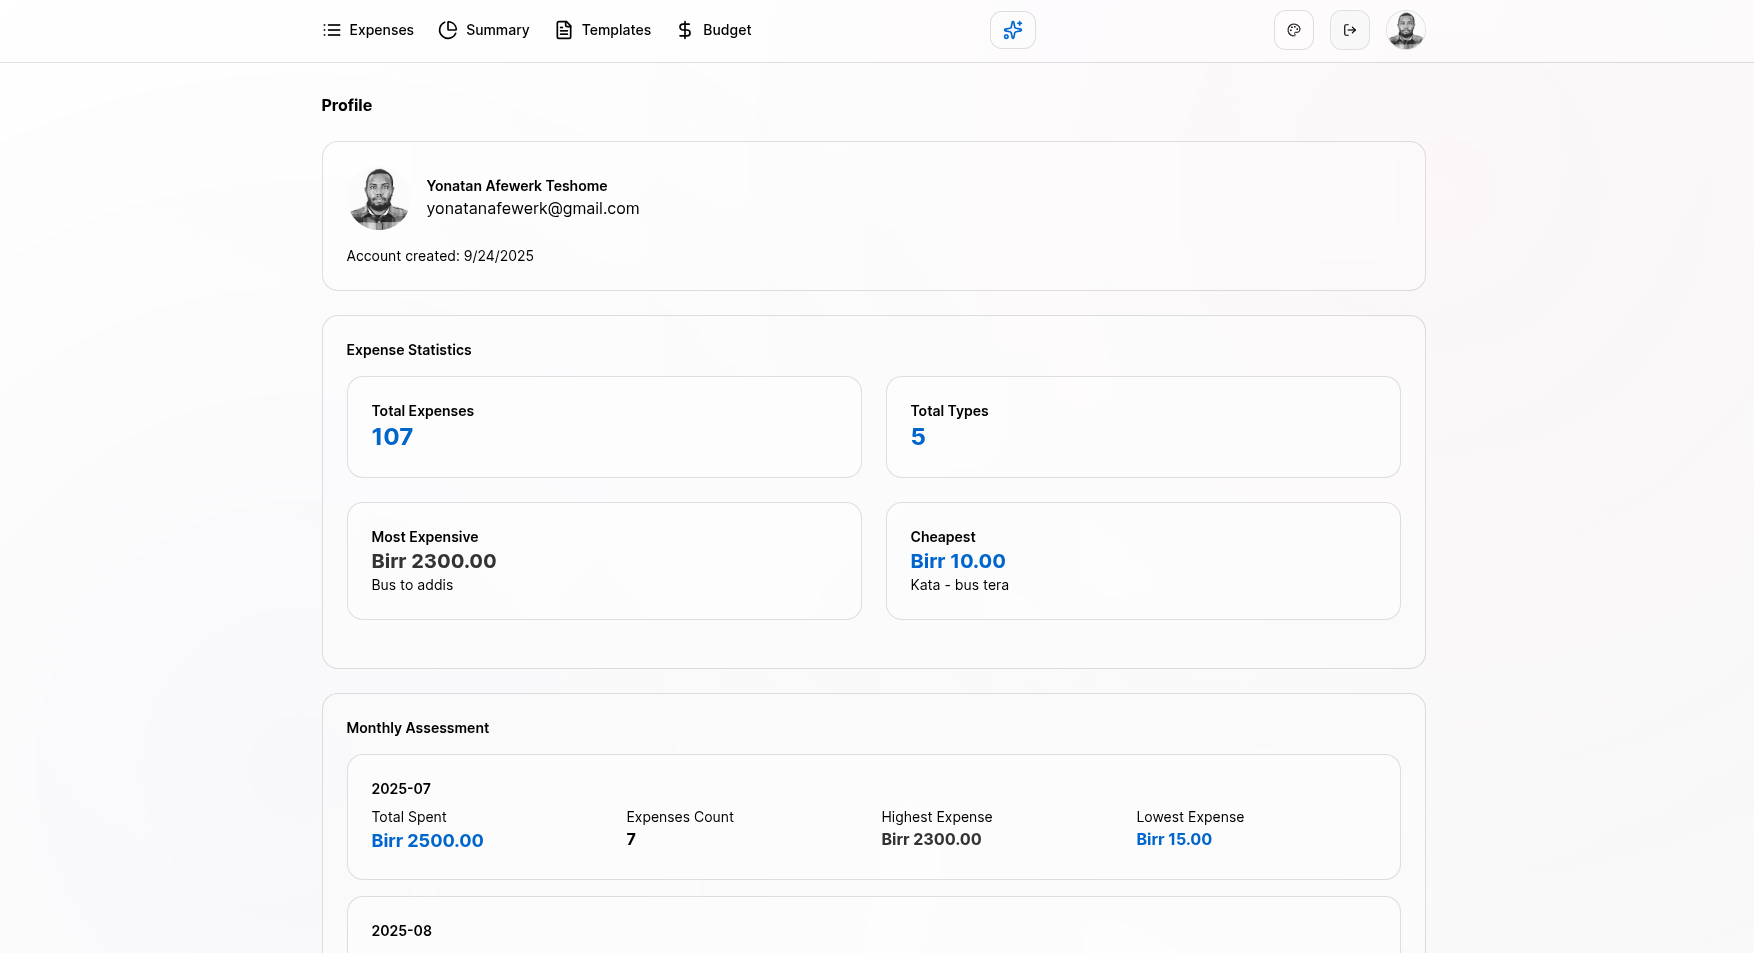 Expenses
Summary
Templates
Budget
Profile
Yonatan Afewerk Teshome
yonatanafewerk@gmail.com
Account created: 9/24/2025
Expense Statistics
Total Expenses
107
Total Types
5
Most Expensive
Birr 2300.00
Bus to addis
Cheapest
Birr 10.00
Kata - bus tera
Monthly Assessment
2025-07
Total Spent
Birr 2500.00
Expenses Count
7
Highest Expense
Birr 2300.00
Lowest Expense
Birr 15.00
2025-08